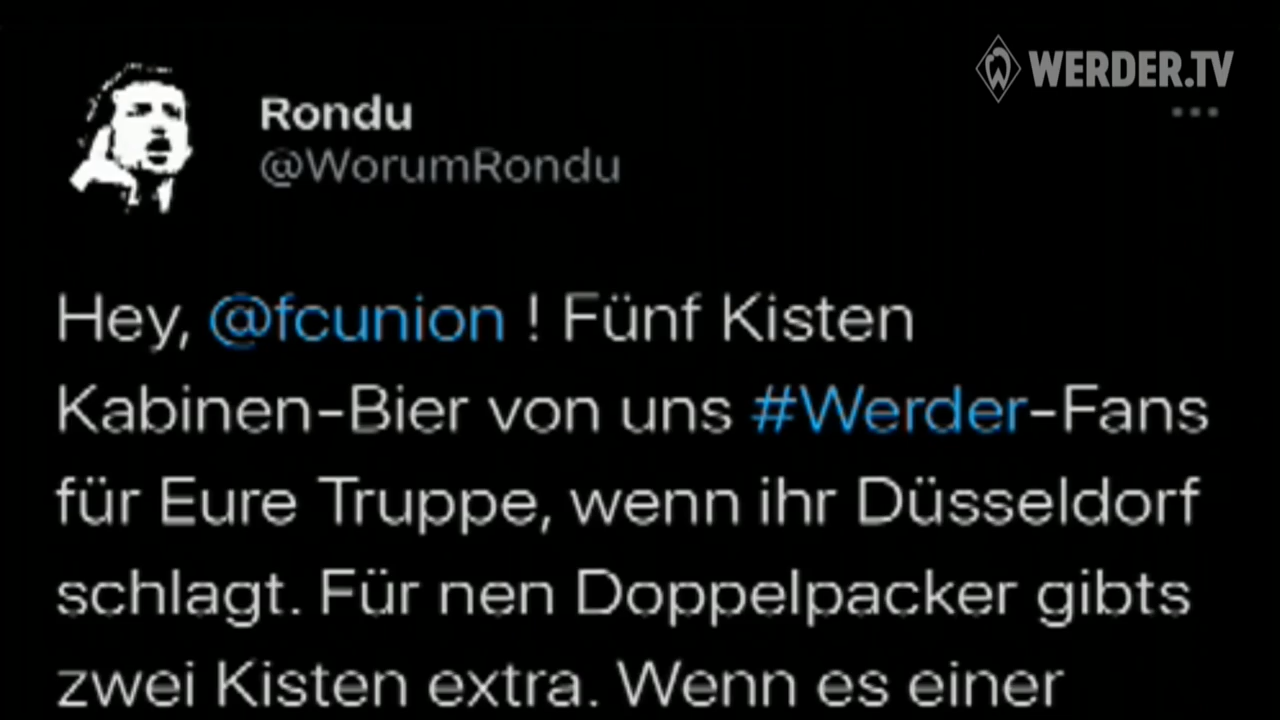 WERDER.TV
Rondu
@WorumRondu
Hey, @fcunion ! Fünf Kisten
Kabinen-Bier von uns #Werder-Fans
für Eure Truppe, wenn ihr Düsseldorf
schlagt. Für nen Doppelpacker gibts
zwei Kisten extra. Wenn es einer